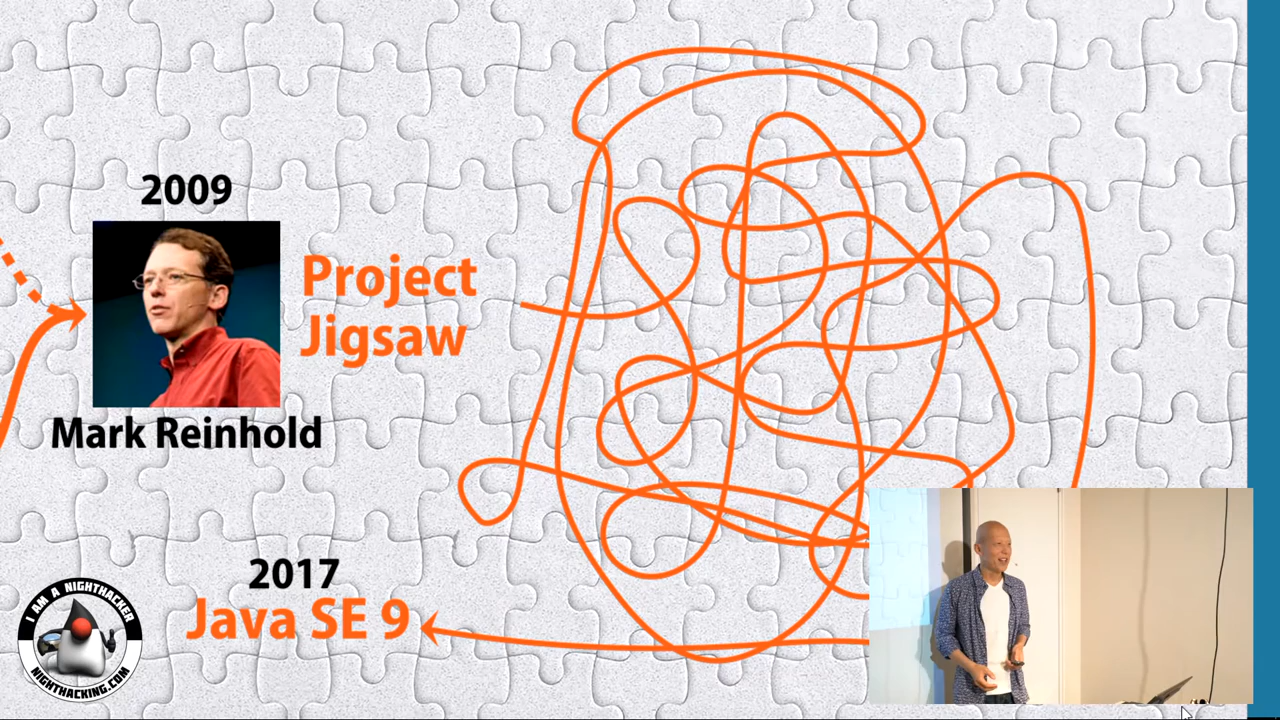 2009
Project
Jigsaw
Mark Reinhold
2017
Java SE 9
I AM A NIGHTHACKER
NIGHTHACKING.COM